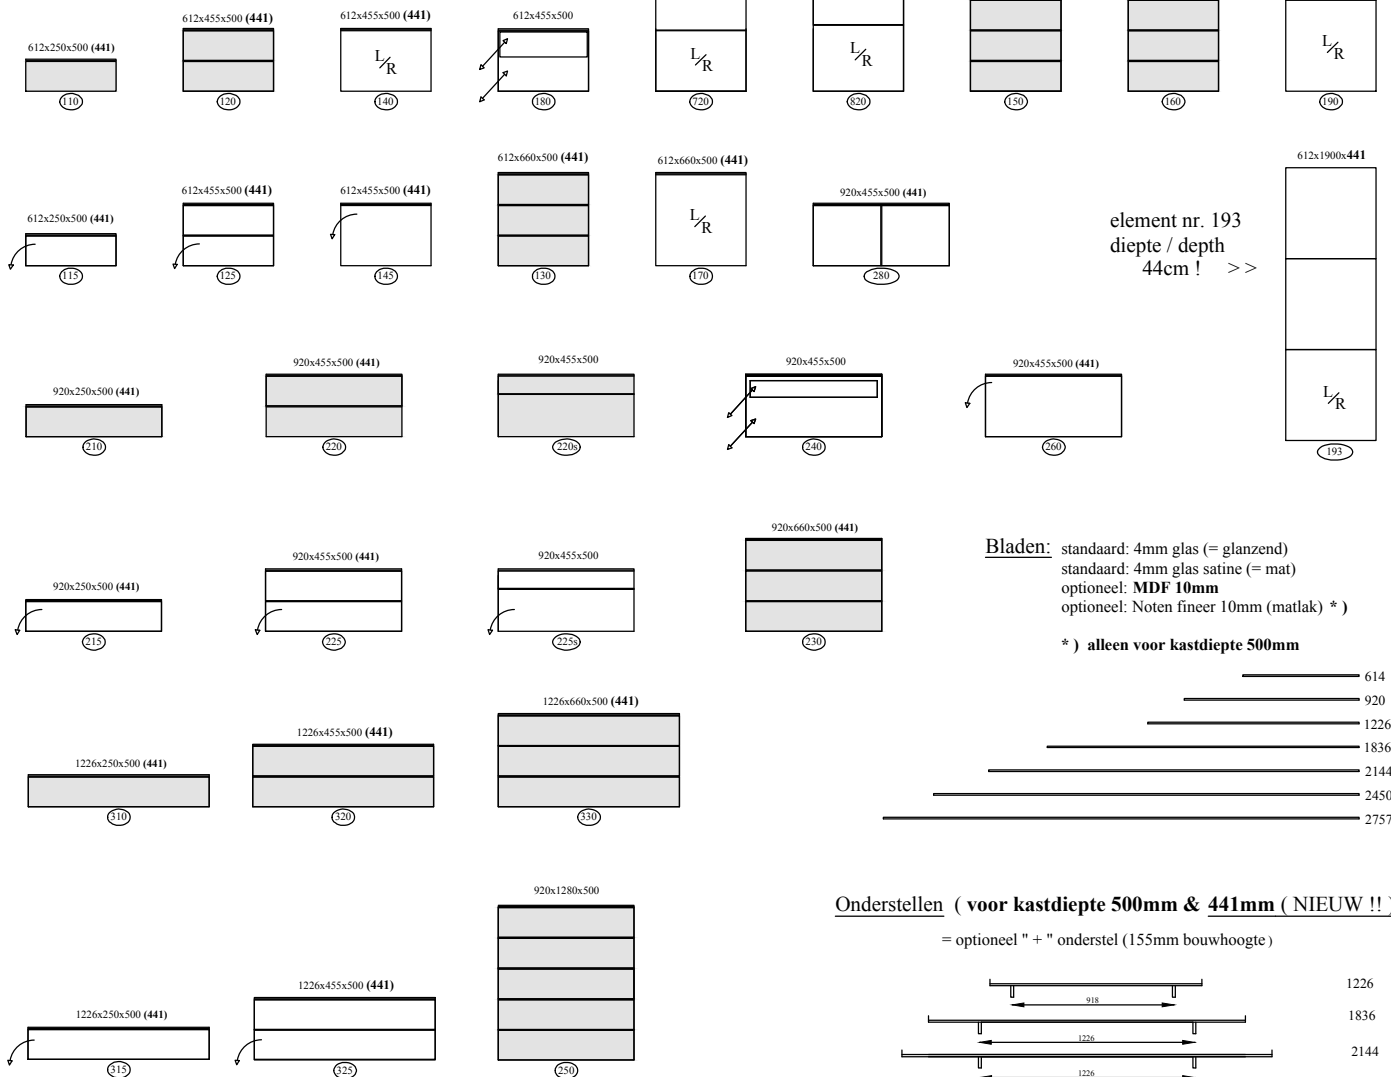 612x455x500 (441)
612x455x500 (441)
612x455x500
612x250x500 (441)
L/R
L/R
L/R
L/R
110
120
140
180
720
820
150
160
190
612x660x500 (441)
612x660x500 (441)
612x1900x441
612x455x500 (441)
612x455x500 (441)
920x455x500 (441)
612x250x500 (441)
L/R
element nr. 193
diepte / depth
44cm ! >>
115
125
145
130
170
280
920x455x500 (441)
920x455x500
920x455x500
920x455x500 (441)
920x250x500 (441)
L/R
210
220
220s
240
260
193
920x660x500 (441)
920x455x500 (441)
920x455x500
920x250x500 (441)
215
225
225s
230
Bladen: standaard: 4mm glas (= glanzend)
standaard: 4mm glas satine (= mat)
optioneel: MDF 10mm
optioneel: Noten fineer 10mm (matlak) * )
* ) alleen voor kastdiepte 500mm
614
920
1226
1836
2144
2450
2757
1226x660x500 (441)
1226x455x500 (441)
1226x250x500 (441)
310
320
330
920x1280x500
1226x455x500 (441)
1226x250x500 (441)
315
325
250
Onderstellen ( voor kastdiepte 500mm & 441mm ( NIEUW !! )
= optioneel " + " onderstel (155mm bouwhoogte )
1226
918
1836
1226
2144
1226